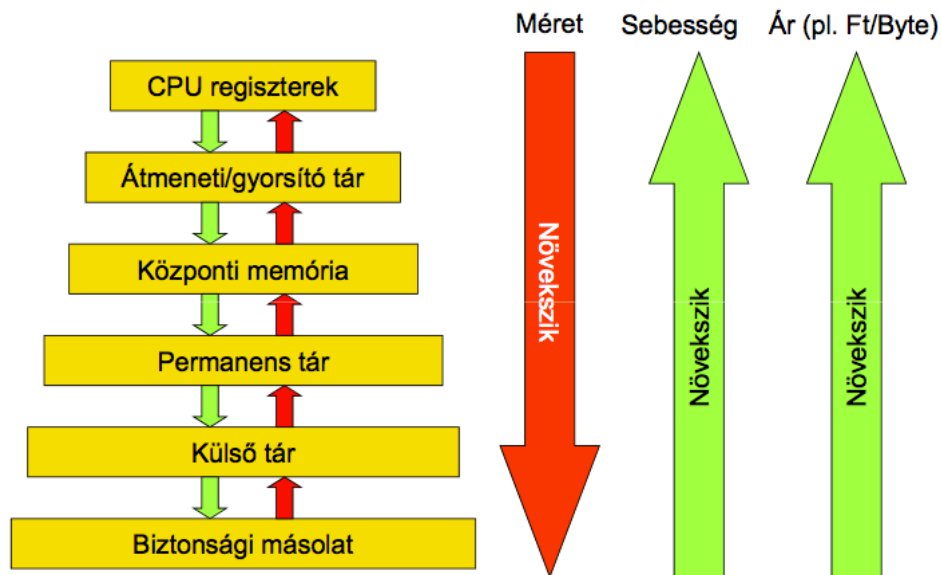 Méret
Sebesség
Ár (pl. Ft/Byte)
CPU regiszterek
Átmeneti/gyorsító tár
Központi memória
Permanens tár
Külső tár
Biztonsági másolat
Növekszik
Növekszik
Növekszik